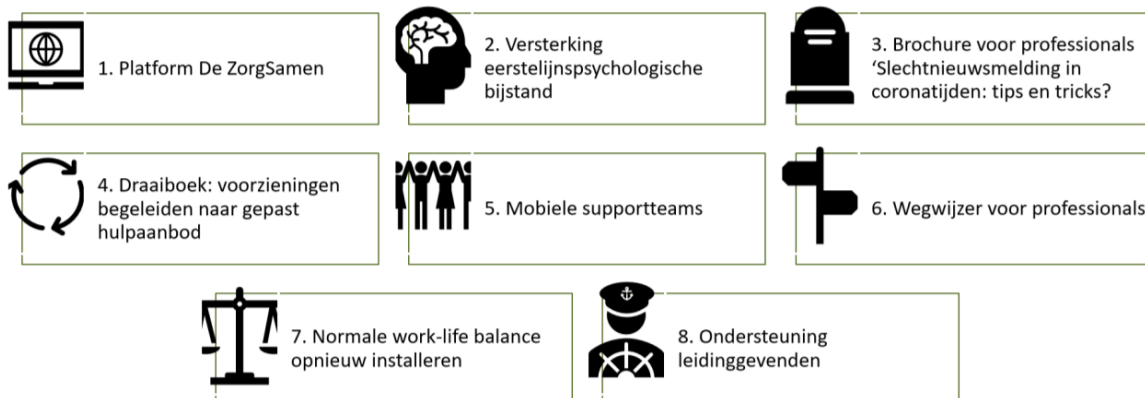 1. Platform De ZorgSamen
2. Versterking
eerstelijnspsychologische
bijstand
3. Brochure voor professionals
‘Slechtnieuwsmelding in
coronatijden: tips en tricks?
4. Draaiboek: voorzieningen
begeleiden naar gepast
hulpaanbod
5. Mobiele supportteams
6. Wegwijzer voor professionals
7. Normale work-life balance
opnieuw installeren
8. Ondersteuning
leidinggevenden